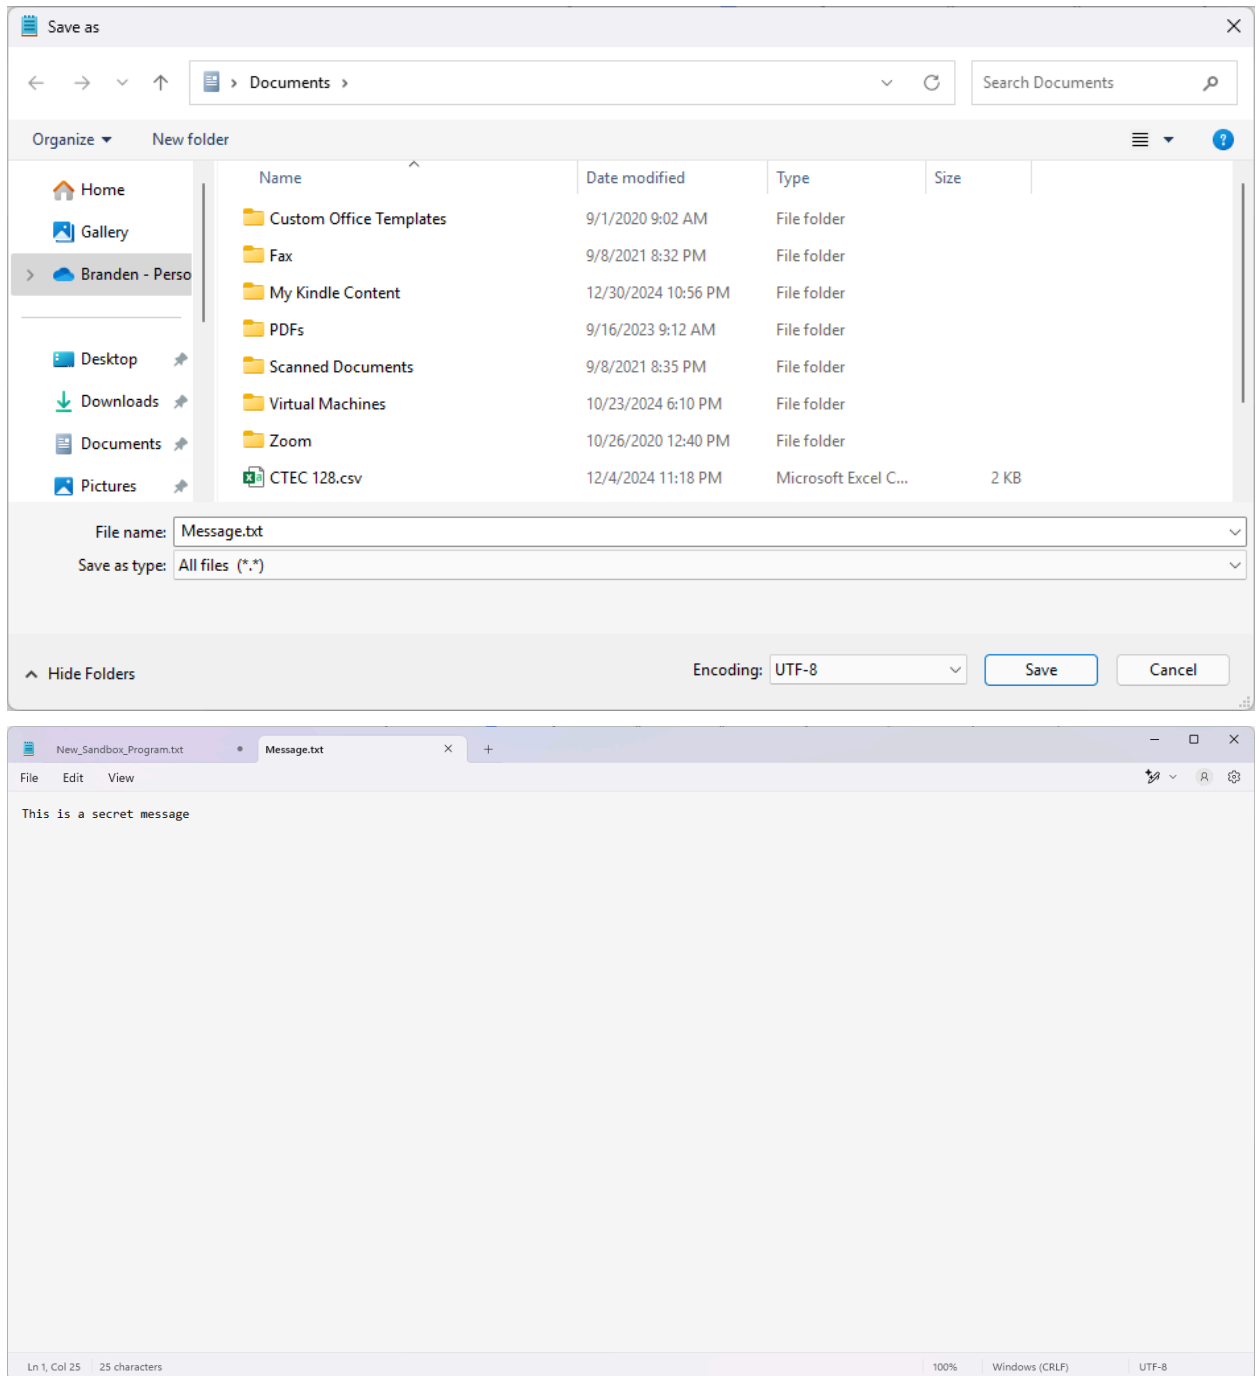 Save as
Documents
Search Documents
Organize
New folder
Home
Gallery
Branden - Perso
Desktop
Downloads
Documents
Pictures
Name Date modified Type Size
Custom Office Templates 9/1/2020 9:02 AM File folder
Fax 9/8/2021 8:32 PM File folder
My Kindle Content 12/30/2024 10:56 PM File folder
PDFs 9/16/2023 9:12 AM File folder
Scanned Documents 9/8/2021 8:35 PM File folder
Virtual Machines 10/23/2024 6:10 PM File folder
Zoom 10/26/2020 12:40 PM File folder
CTEC 128.csv 12/4/2024 11:18 PM Microsoft Excel C... 2 KB
File name: Message.txt
Save as type: All files (*.*)
Hide Folders
Encoding: UTF-8
Save
Cancel
New_Sandbox_Program.txt
Message.txt
File Edit View
This is a secret message
Ln 1, Col 25 25 characters 100% Windows (CRLF) UTF-8